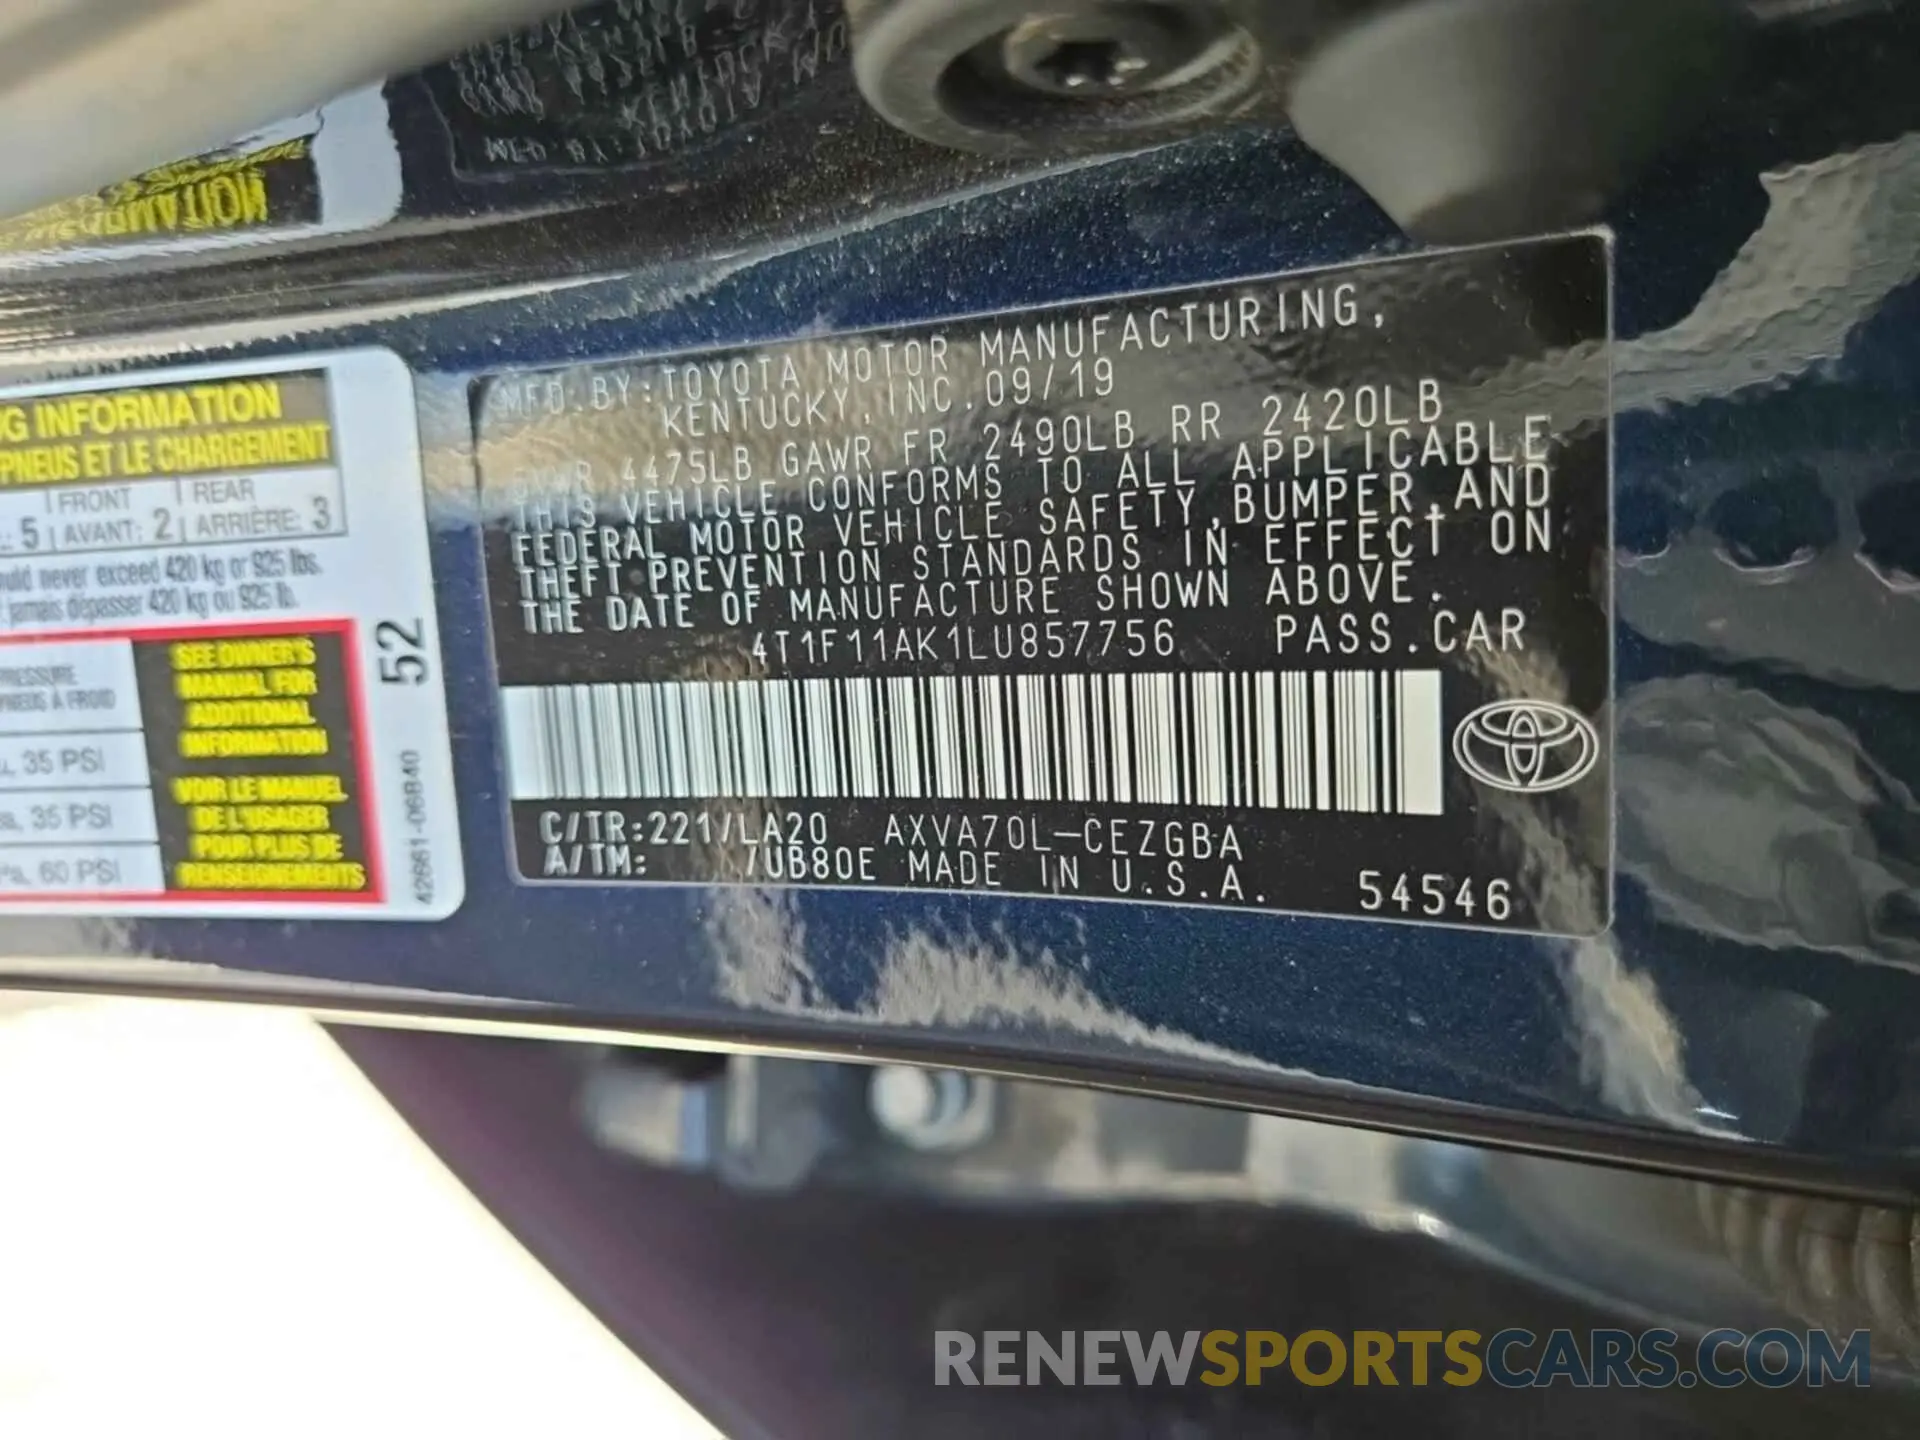 MFD. BY: TOYOTA MOTOR MANUFACTURING,
KENTUCKY, INC. 09/19
GVWR 4475LB GAWR FR 2490LB RR 2420LB
THIS VEHICLE CONFORMS TO ALL APPLICABLE
FEDERAL MOTOR VEHICLE SAFETY, BUMPER, AND
THEFT PREVENTION STANDARDS IN EFFECT ON
THE DATE OF MANUFACTURE SHOWN ABOVE.
4T1F11AK1LU857756 PASS. CAR
C/TR: 221/LA20 AXVA70L-CEZGBA
A/TM: /UB80E MADE IN U.S.A. 54546
INFORMATION
PNEUS ET LE CHARGEMENT
FRONT REAR
5 AVANT: 2 ARRIÈRE: 3
never exceed 420 kg or 925 lbs.
jamais dépasser 420 kg ou 925 lb.
PRESSURE
PNEUS À FROID
35 PSI
35 PSI
60 PSI
SEE OWNER'S
MANUAL FOR
ADDITIONAL
INFORMATION
VOIR LE MANUEL
DE L'USAGER
POUR PLUS DE
RENSEIGNEMENTS
52
42661-06B40
RENEWSPORTSCARS.COM